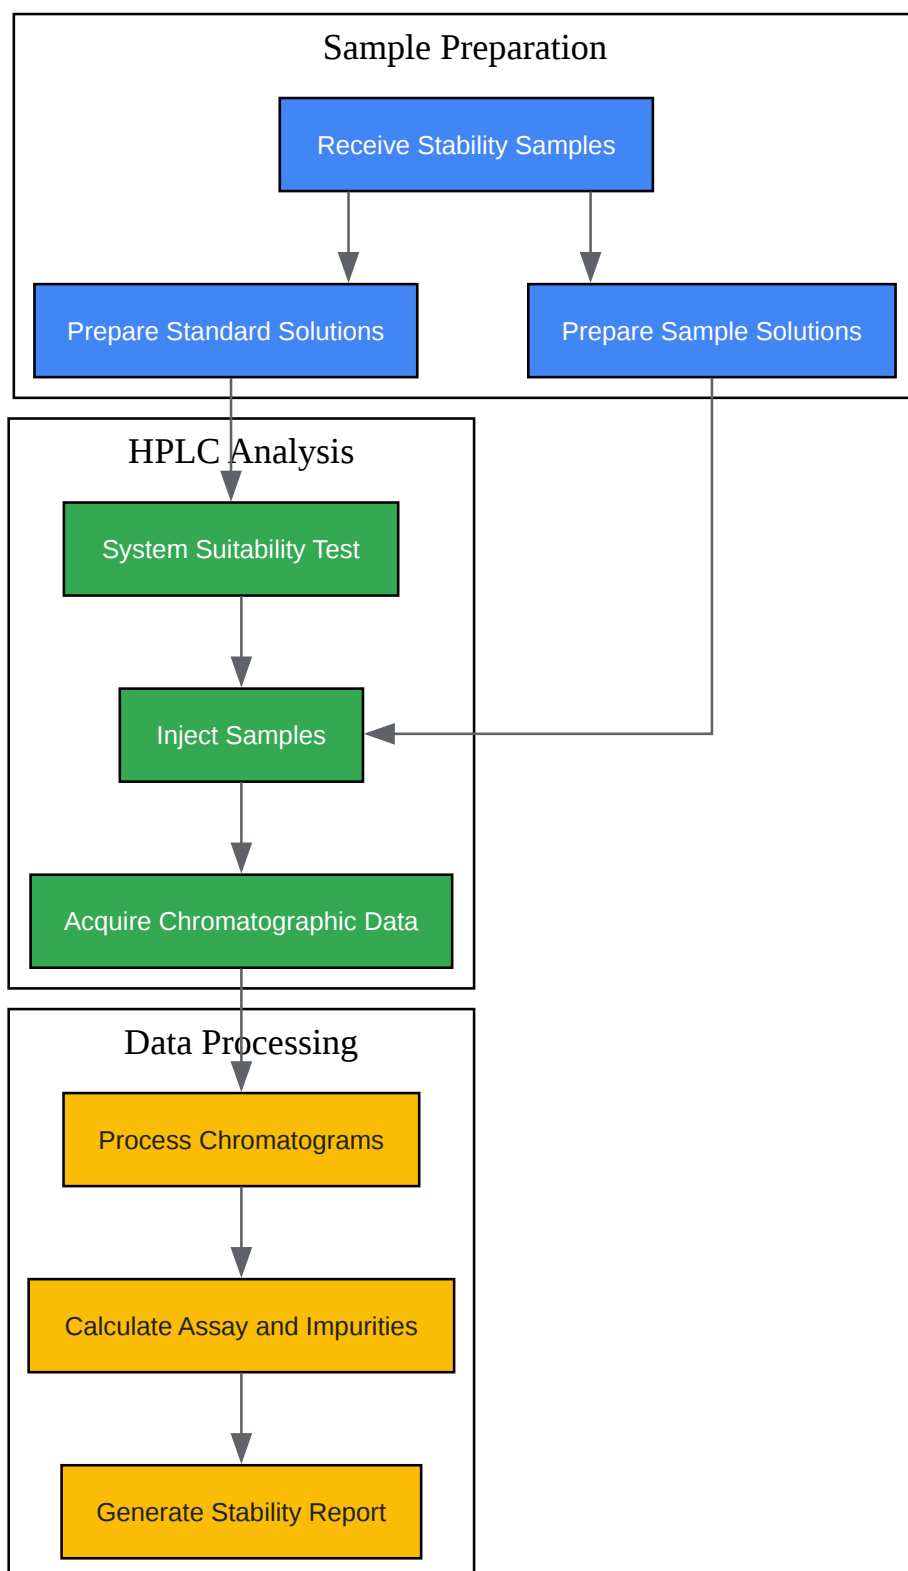 Sample Preparation
Receive Stability Samples
Prepare Standard Solutions
Prepare Sample Solutions
HPLC Analysis
System Suitability Test
Inject Samples
Acquire Chromatographic Data
Data Processing
Process Chromatograms
Calculate Assay and Impurities
Generate Stability Report